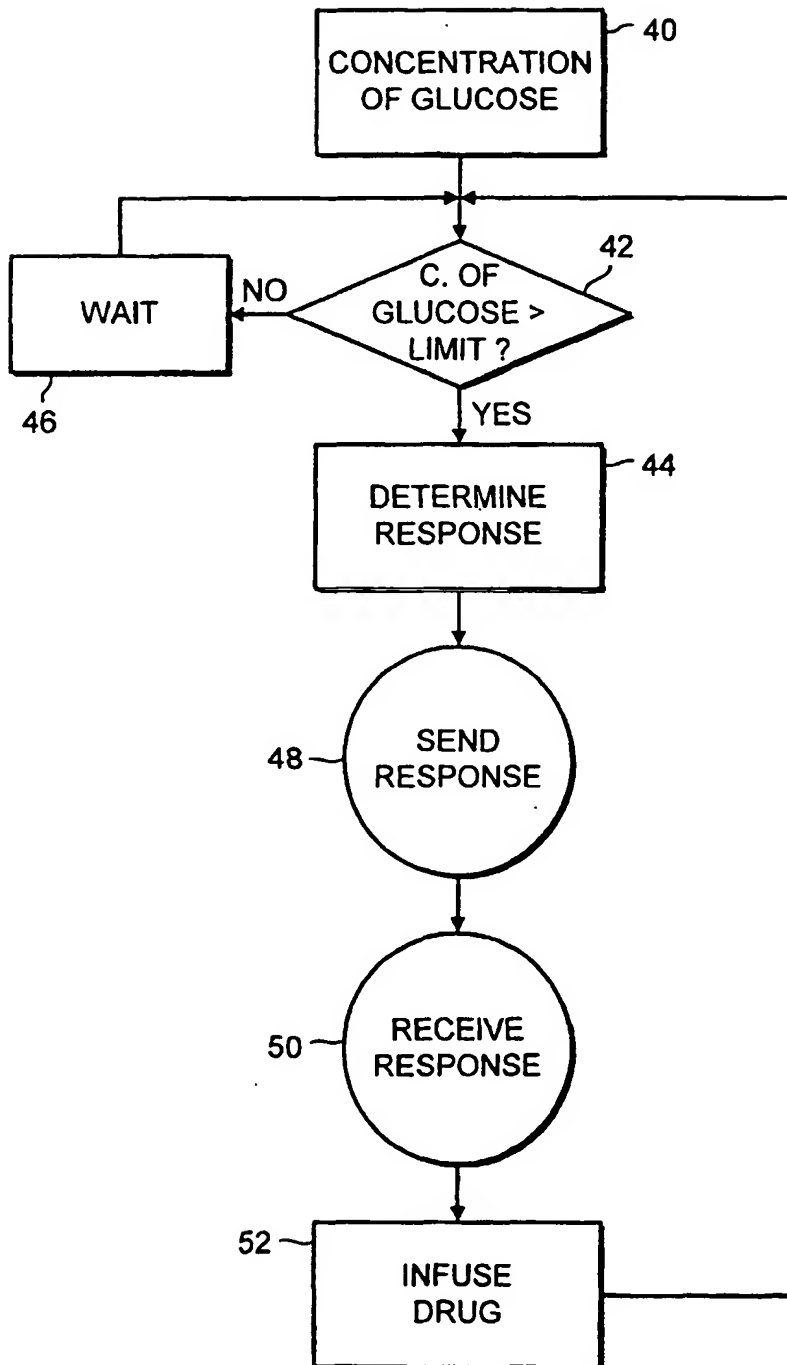 40
CONCENTRATION
OF GLUCOSE
42
C. OF
GLUCOSE >
LIMIT ?
NO
WAIT
46
YES
44
DETERMINE
RESPONSE
48
SEND
RESPONSE
50
RECEIVE
RESPONSE
52
INFUSE
DRUG